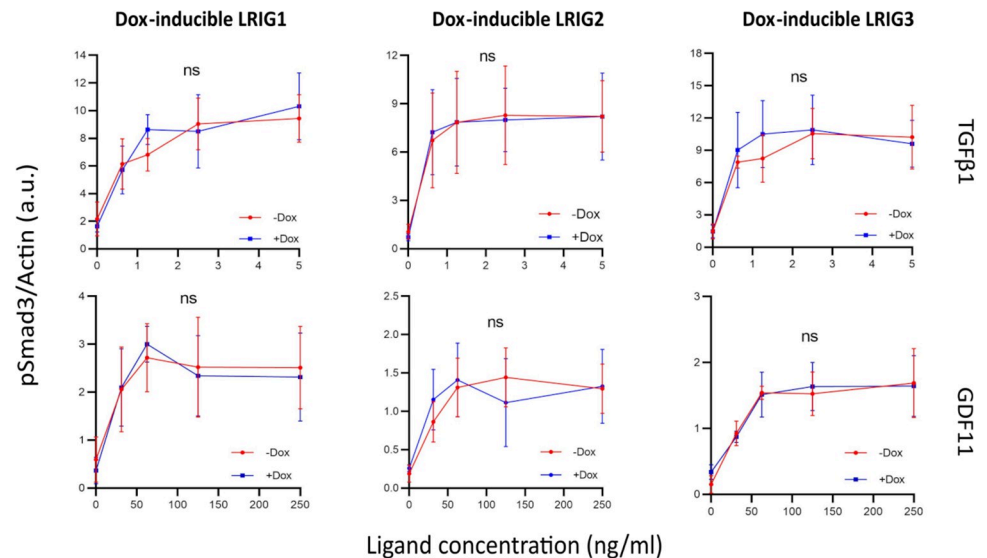 Dox-inducible LRIG1
Dox-inducible LRIG2
Dox-inducible LRIG3
pSmad3/Actin (a.u.)
14
12
10
8
6
4
2
0
0 1 2 3 4 5
ns
-Dox
+Dox
12
9
6
3
0
0 1 2 3 4 5
ns
-Dox
+Dox
18
15
12
9
6
3
0
0 1 2 3 4 5
ns
-Dox
+Dox
TGFβ1
4
3
2
1
0
0 50 100 150 200 250
ns
-Dox
+Dox
2.5
2.0
1.5
1.0
0.5
0.0
0 50 100 150 200 250
ns
-Dox
+Dox
3
2
1
0
0 50 100 150 200 250
ns
-Dox
+Dox
GDF11
Ligand concentration (ng/ml)